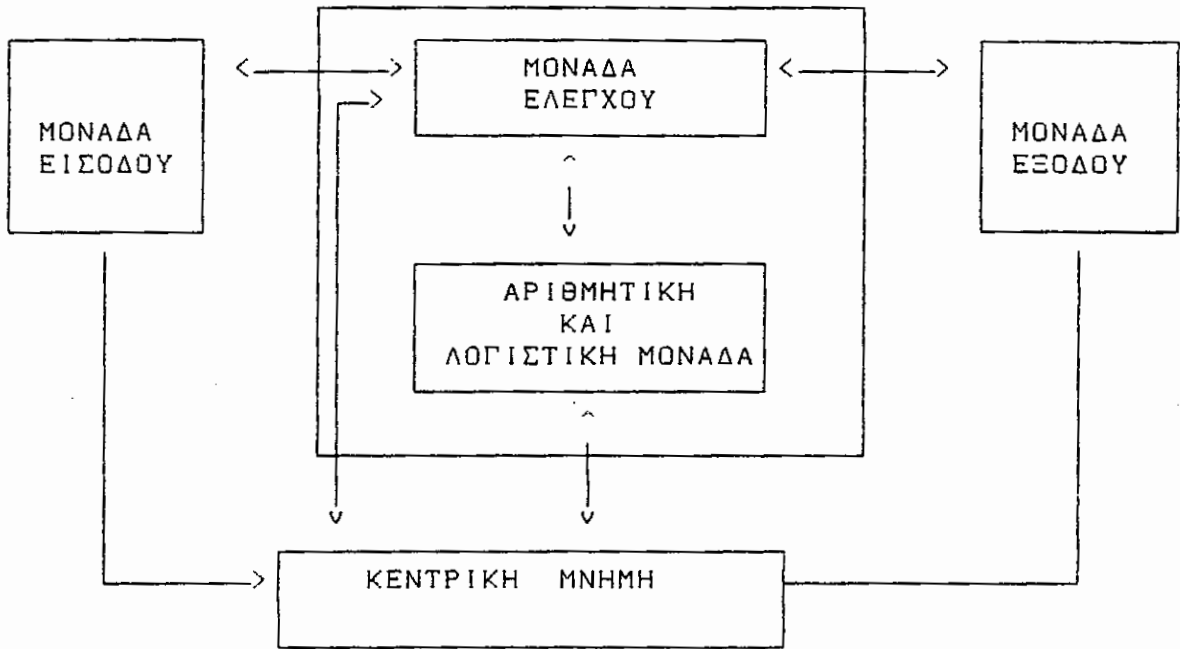 ΜΟΝΑΔΑ
ΕΛΕΓΧΟΥ
ΜΟΝΑΔΑ
ΕΙΣΟΔΟΥ
ΜΟΝΑΔΑ
ΕΞΟΔΟΥ
ΑΡΙΘΜΗΤΙΚΗ
ΚΑΙ
ΛΟΓΙΣΤΙΚΗ ΜΟΝΑΔΑ
ΚΕΝΤΡΙΚΗ ΜΝΗΜΗ